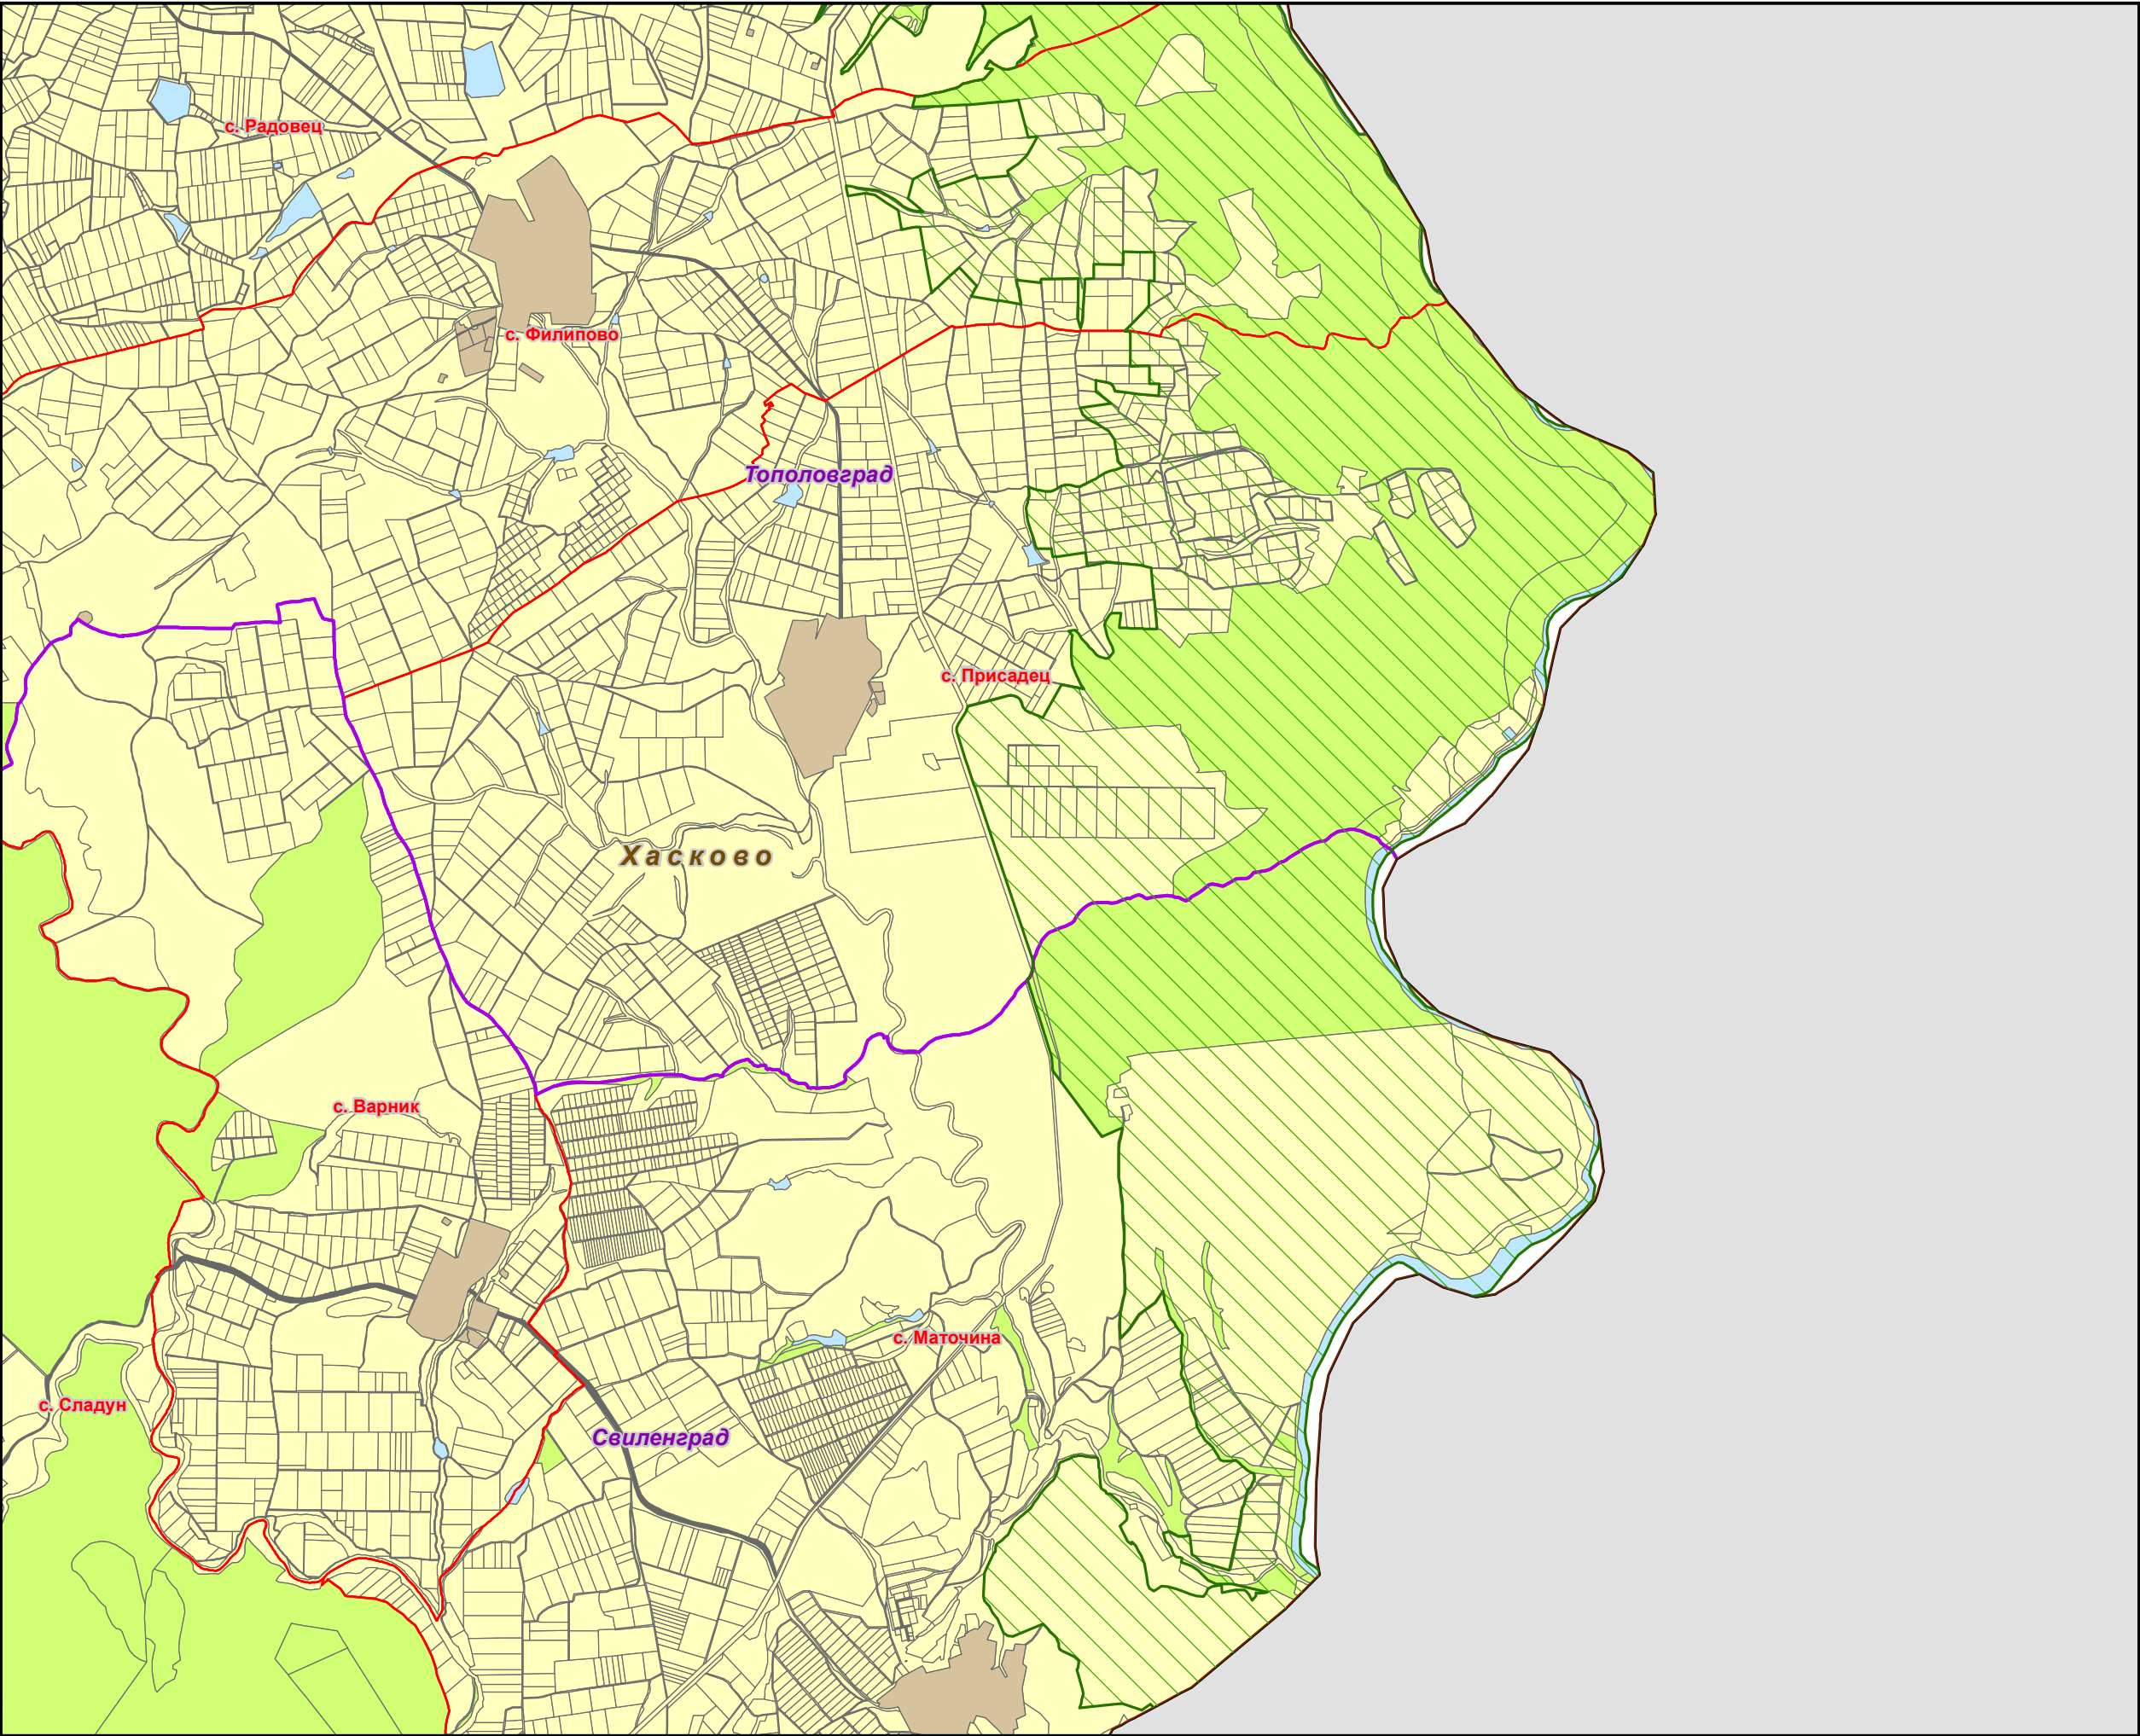 с. Радовец
с. Филипово
Тополовград
с. Присадец
Хасково
с. Варник
с. Маточина
с. Сладун
Свиленград